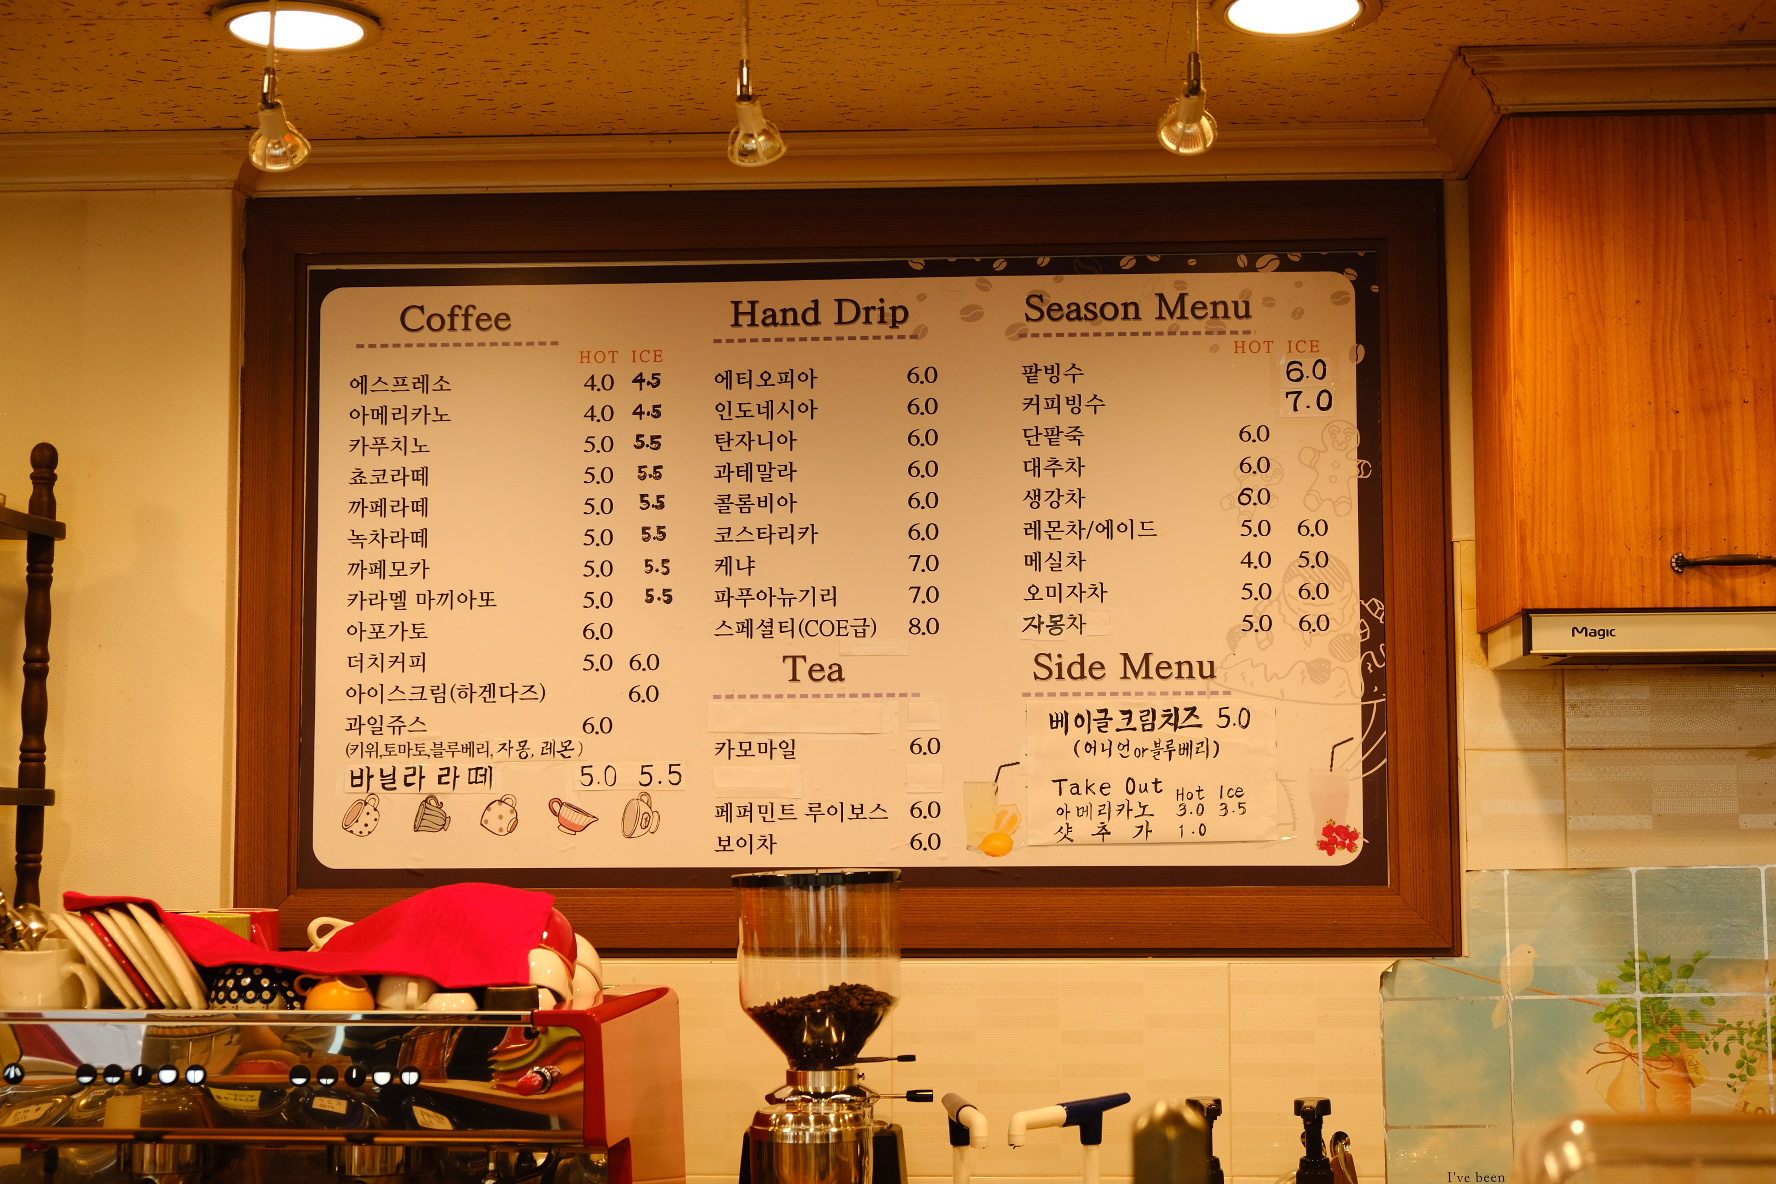 Coffee
HOT ICE
에스프레소 4.0 4.5
아메리카노 4.0 4.5
카푸치노 5.0 5.5
쵸코라떼 5.0 5.5
까페라떼 5.0 5.5
녹차라떼 5.0 5.5
까페모카 5.0 5.5
카라멜 마끼아또 5.0 5.5
아포가토 6.0
더치커피 5.0 6.0
아이스크림(하겐다즈) 6.0
과일쥬스 6.0
(키위,토마토,블루베리, 자몽, 레몬)
바닐라 라떼 5.0 5.5
Hand Drip
에티오피아 6.0
인도네시아 6.0
탄자니아 6.0
과테말라 6.0
콜롬비아 6.0
코스타리카 6.0
케냐 7.0
파푸아뉴기리 7.0
스페셜티(COE급) 8.0
Tea
카모마일 6.0
페퍼민트 루이보스 6.0
보이차 6.0
Season Menu
HOT ICE
팥빙수 6.0
커피빙수 7.0
단팥죽 6.0
대추차 6.0
생강차 6.0
레몬차/에이드 5.0 6.0
메실차 4.0 5.0
오미자차 5.0 6.0
자몽차 5.0 6.0
Side Menu
베이글크림치즈 5.0
(어니언or블루베리)
Take Out Hot Ice
아메리카노 3.0 3.5
샷 추 가 1.0
Magic
I've been